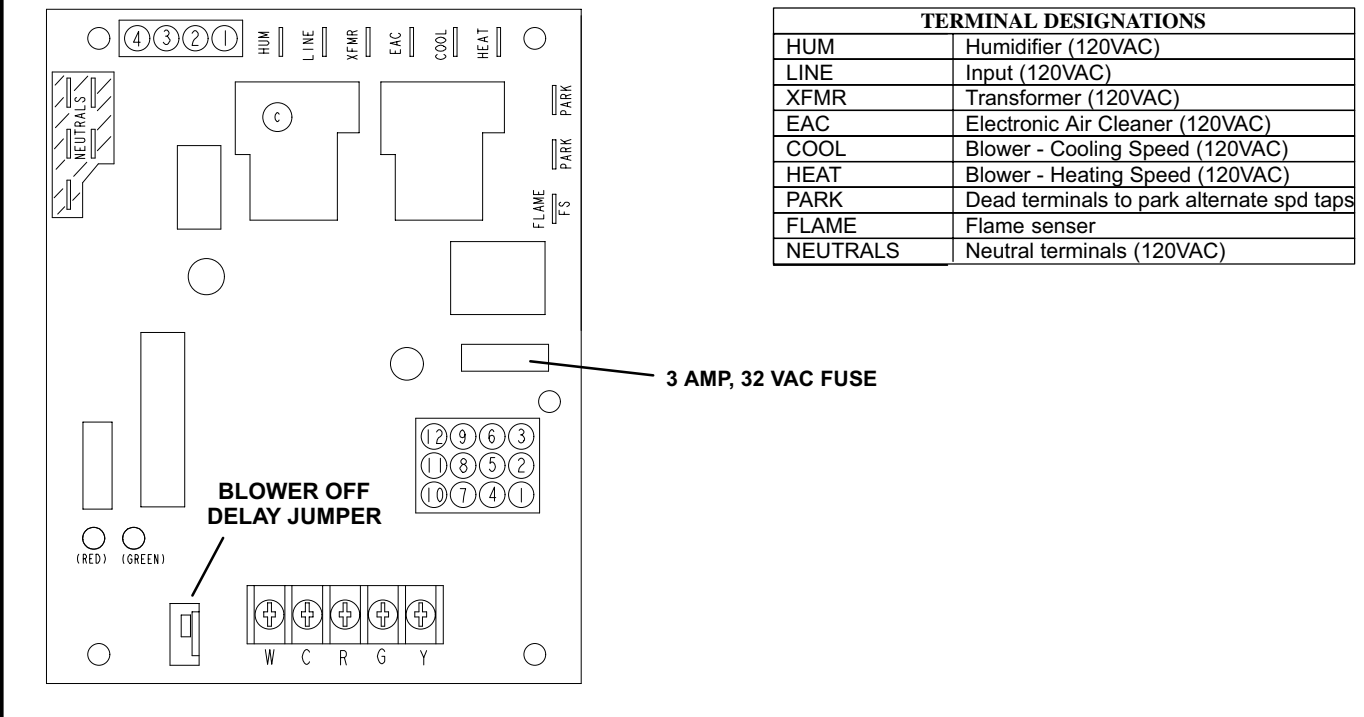 4 3 2 1
HUM
LINE
XFMR
EAC
COOL
HEAT
NEUTRALS
C
PARK
PARK
FLAME
FS
3 AMP, 32 VAC FUSE
12 9 6 3
11 8 5 2
10 7 4 1
BLOWER OFF
DELAY JUMPER
(RED) (GREEN)
W C R G Y
TERMINAL DESIGNATIONS
HUM Humidifier (120VAC)
LINE Input (120VAC)
XFMR Transformer (120VAC)
EAC Electronic Air Cleaner (120VAC)
COOL Blower - Cooling Speed (120VAC)
HEAT Blower - Heating Speed (120VAC)
PARK Dead terminals to park alternate spd taps
FLAME Flame senser
NEUTRALS Neutral terminals (120VAC)